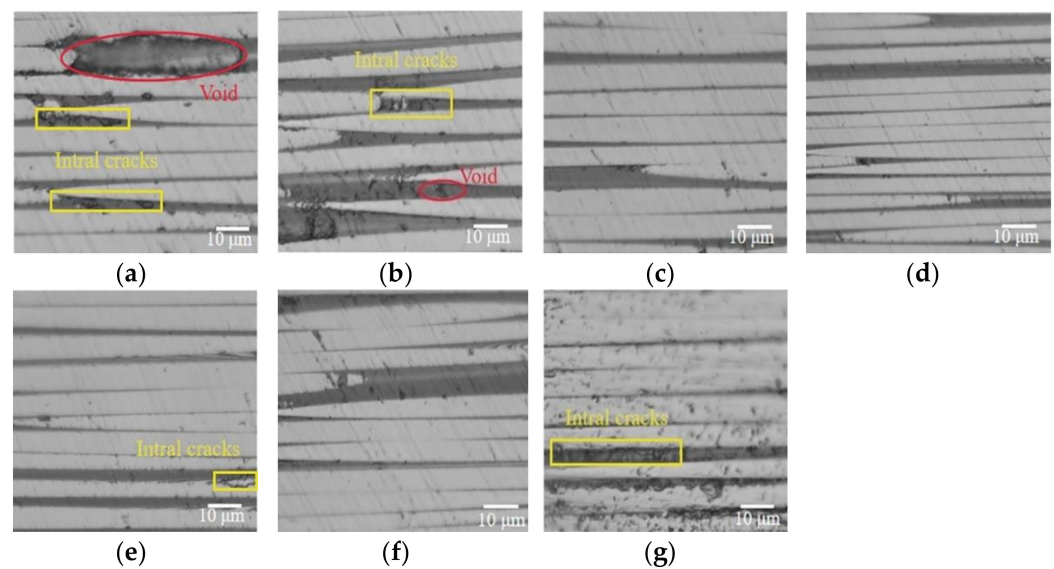 Void
Intral cracks
10 μm
(a)
Intral cracks
Void
10 μm
(b)
10 μm
(c)
10 μm
(d)
Intral cracks
10 μm
(e)
10 μm
(f)
Intral cracks
10 μm
(g)